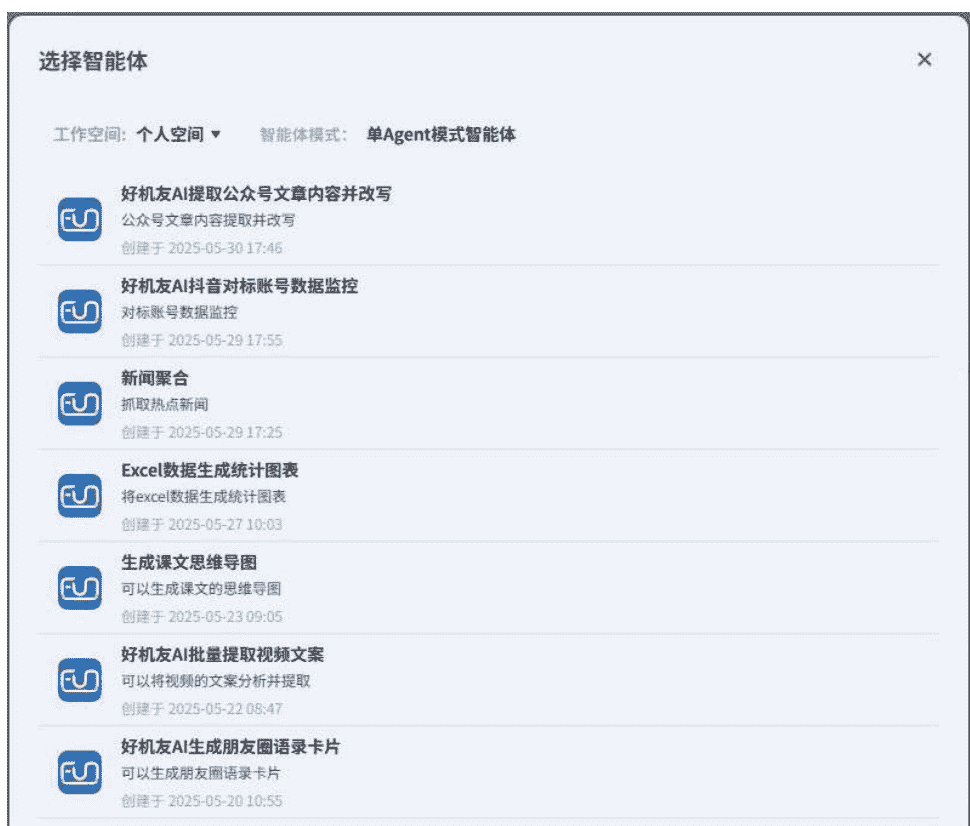 选择智能体
工作空间: 个人空间 智能体模式: 单Agent模式智能体
好机友AI提取公众号文章内容并改写
公众号文章内容提取并改写
创建于 2025-05-30 17:46
好机友AI抖音对标账号数据监控
对标账号数据监控
创建于 2025-05-29 17:55
新闻聚合
抓取热点新闻
创建于 2025-05-29 17:25
Excel数据生成统计图表
将excel数据生成统计图表
创建于 2025-05-27 10:03
生成课文思维导图
可以生成课文的思维导图
创建于 2025-05-23 09:05
好机友AI批量提取视频文案
可以将视频的文案分析并提取
创建于 2025-05-22 08:47
好机友AI生成朋友圈语录卡片
可以生成朋友圈语录卡片
创建于 2025-05-20 10:55